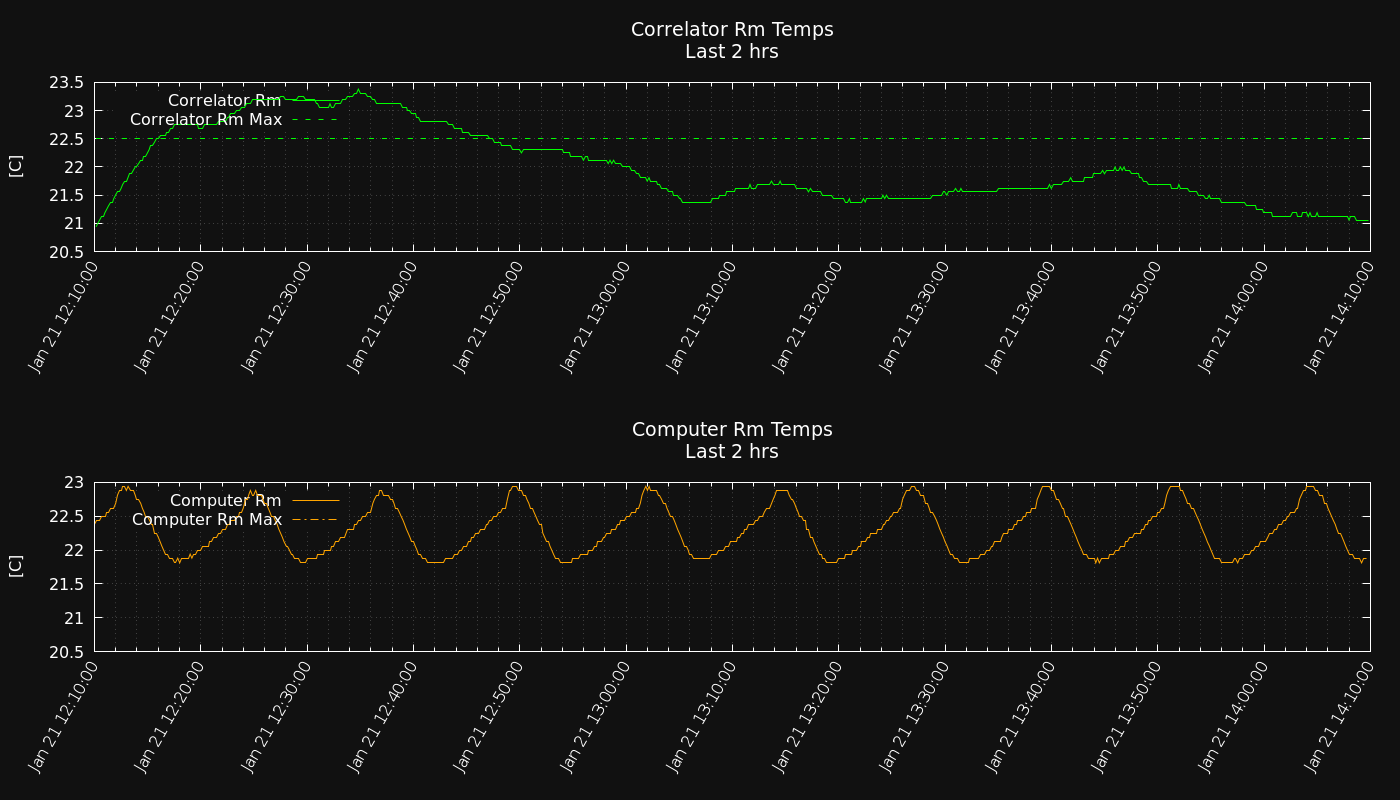 Correlator Rm Temps
Last 2 hrs
23.5
23
22.5
22
21.5
21
20.5
[C]
Correlator Rm
Correlator Rm Max
Jan 21 12:10:00
Jan 21 12:20:00
Jan 21 12:30:00
Jan 21 12:40:00
Jan 21 12:50:00
Jan 21 13:00:00
Jan 21 13:10:00
Jan 21 13:20:00
Jan 21 13:30:00
Jan 21 13:40:00
Jan 21 13:50:00
Jan 21 14:00:00
Jan 21 14:10:00
Computer Rm Temps
Last 2 hrs
23
22.5
22
21.5
21
20.5
[C]
Computer Rm
Computer Rm Max
Jan 21 12:10:00
Jan 21 12:20:00
Jan 21 12:30:00
Jan 21 12:40:00
Jan 21 12:50:00
Jan 21 13:00:00
Jan 21 13:10:00
Jan 21 13:20:00
Jan 21 13:30:00
Jan 21 13:40:00
Jan 21 13:50:00
Jan 21 14:00:00
Jan 21 14:10:00